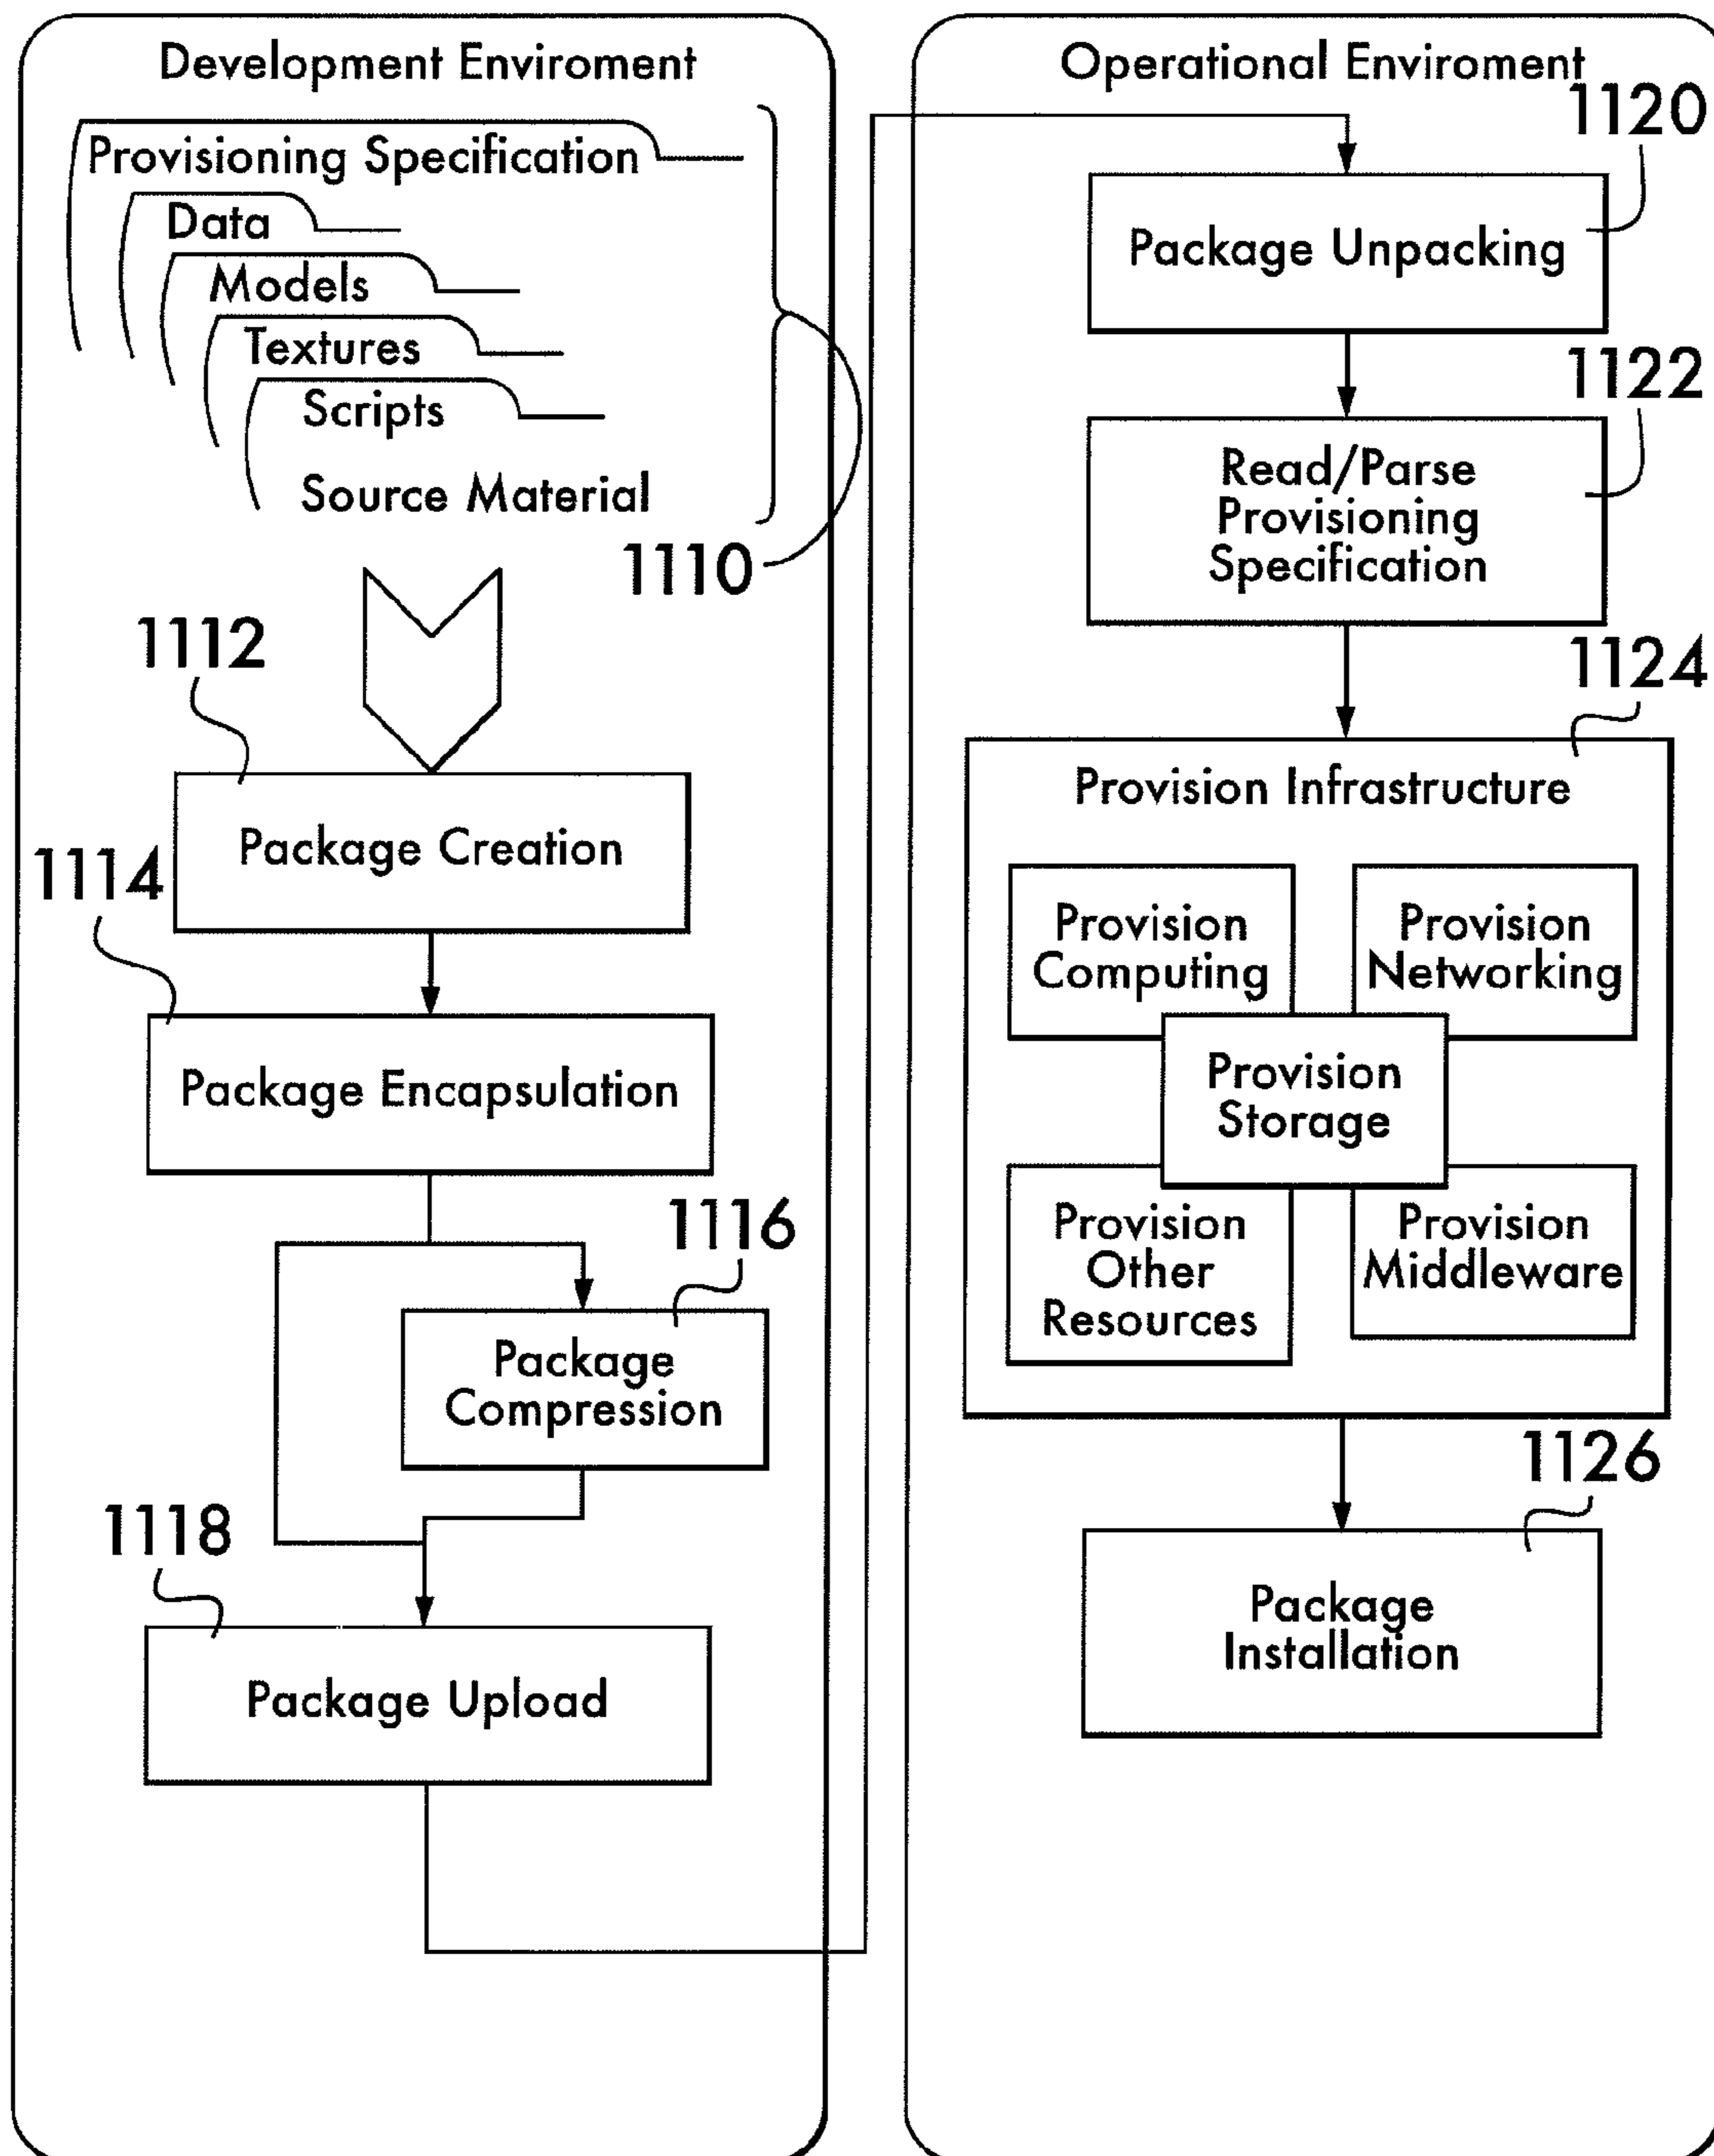 Development Enviroment
Provisioning Specification
Data
Models
Textures
Scripts
Source Material
1110
1112
Package Creation
1114
Package Encapsulation
1116
Package
Compression
1118
Package Upload
Operational Enviroment
1120
Package Unpacking
1122
Read/Parse
Provisioning
Specification
1124
Provision Infrastructure
Provision
Computing
Provision
Networking
Provision
Storage
Provision
Other
Resources
Provision
Middleware
1126
Package
Installation